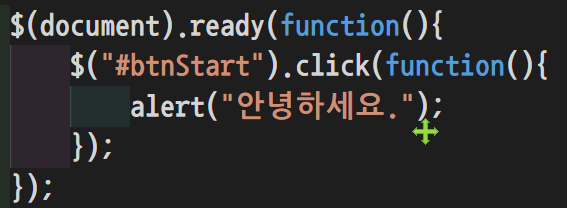 $(document).ready(function(){
$("#btnStart").click(function(){
alert("안녕하세요.");
});
});